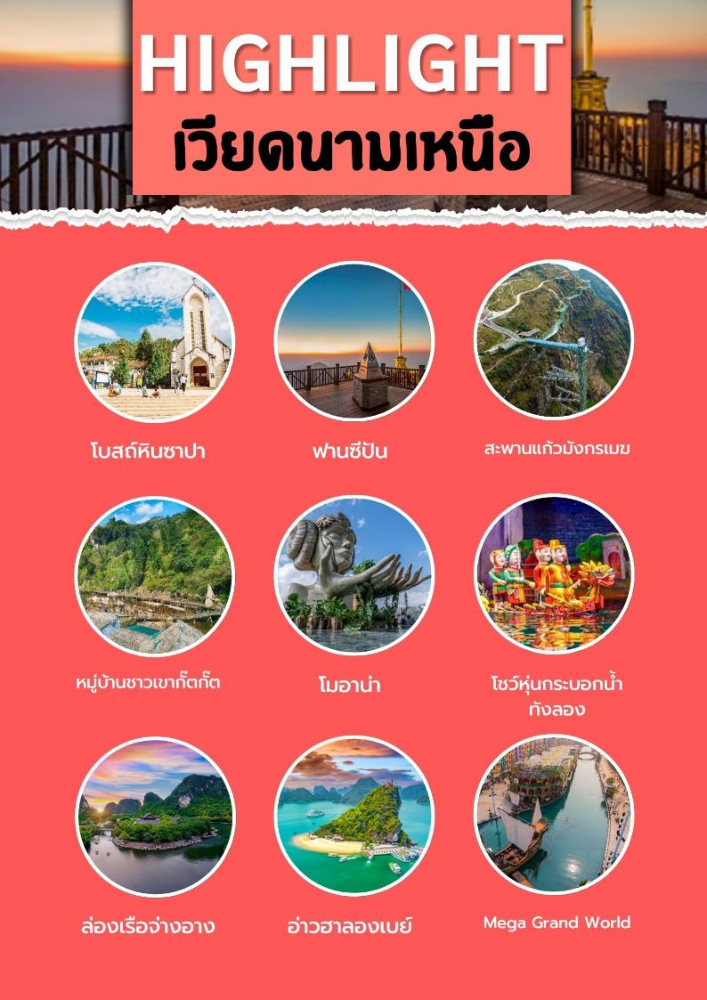 HIGHLIGHT
เวียดนามเหนือ
โบสถ์หินซาปา
ฟานซีปัน
สะพานแก้วมังกรเมฆ
หมู่บ้านชาวเขากั๊ตกั๊ต
โมอาน่า
โชว์หุ่นกระบอกน้ำ
ทังลอง
ล่องเรือจ่างอาง
อ่าวฮาลองเบย์
Mega Grand World